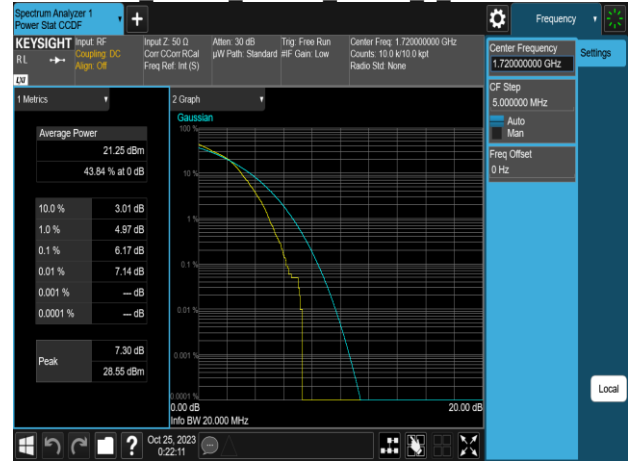 Spectrum Analyzer 1
Power Stat CCDF
Frequency
KEYSIGHT
RL
LXI
Input: RF
Coupling: DC
Align: Off
Input Z: 50 Ω
Corr CCorr RCal
Freq Ref: Int (S)
Atten: 30 dB
µW Path: Standard
Trig: Free Run
#IF Gain: Low
Center Freq: 1.720000000 GHz
Counts: 10.0 k/10.0 kpt
Radio Std: None
Center Frequency
1.720000000 GHz
Settings
CF Step
5.000000 MHz
Auto
Man
Freq Offset
0 Hz
1 Metrics
Average Power
21.25 dBm
43.84 % at 0 dB
10.0 % 3.01 dB
1.0 % 4.97 dB
0.1 % 6.17 dB
0.01 % 7.14 dB
0.001 % --- dB
0.0001 % --- dB
Peak
7.30 dB
28.55 dBm
2 Graph
Gaussian
100 %
10 %
1 %
0.1 %
0.01 %
0.001 %
0.0001 %
0.00 dB
20.00 dB
Info BW 20.000 MHz
Local
?
Oct 25, 2023
0:22:11